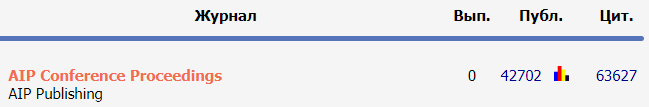 Журнал Вып. Публ. Цит.
AIP Conference Proceedings 0 42702 63627
AIP Publishing